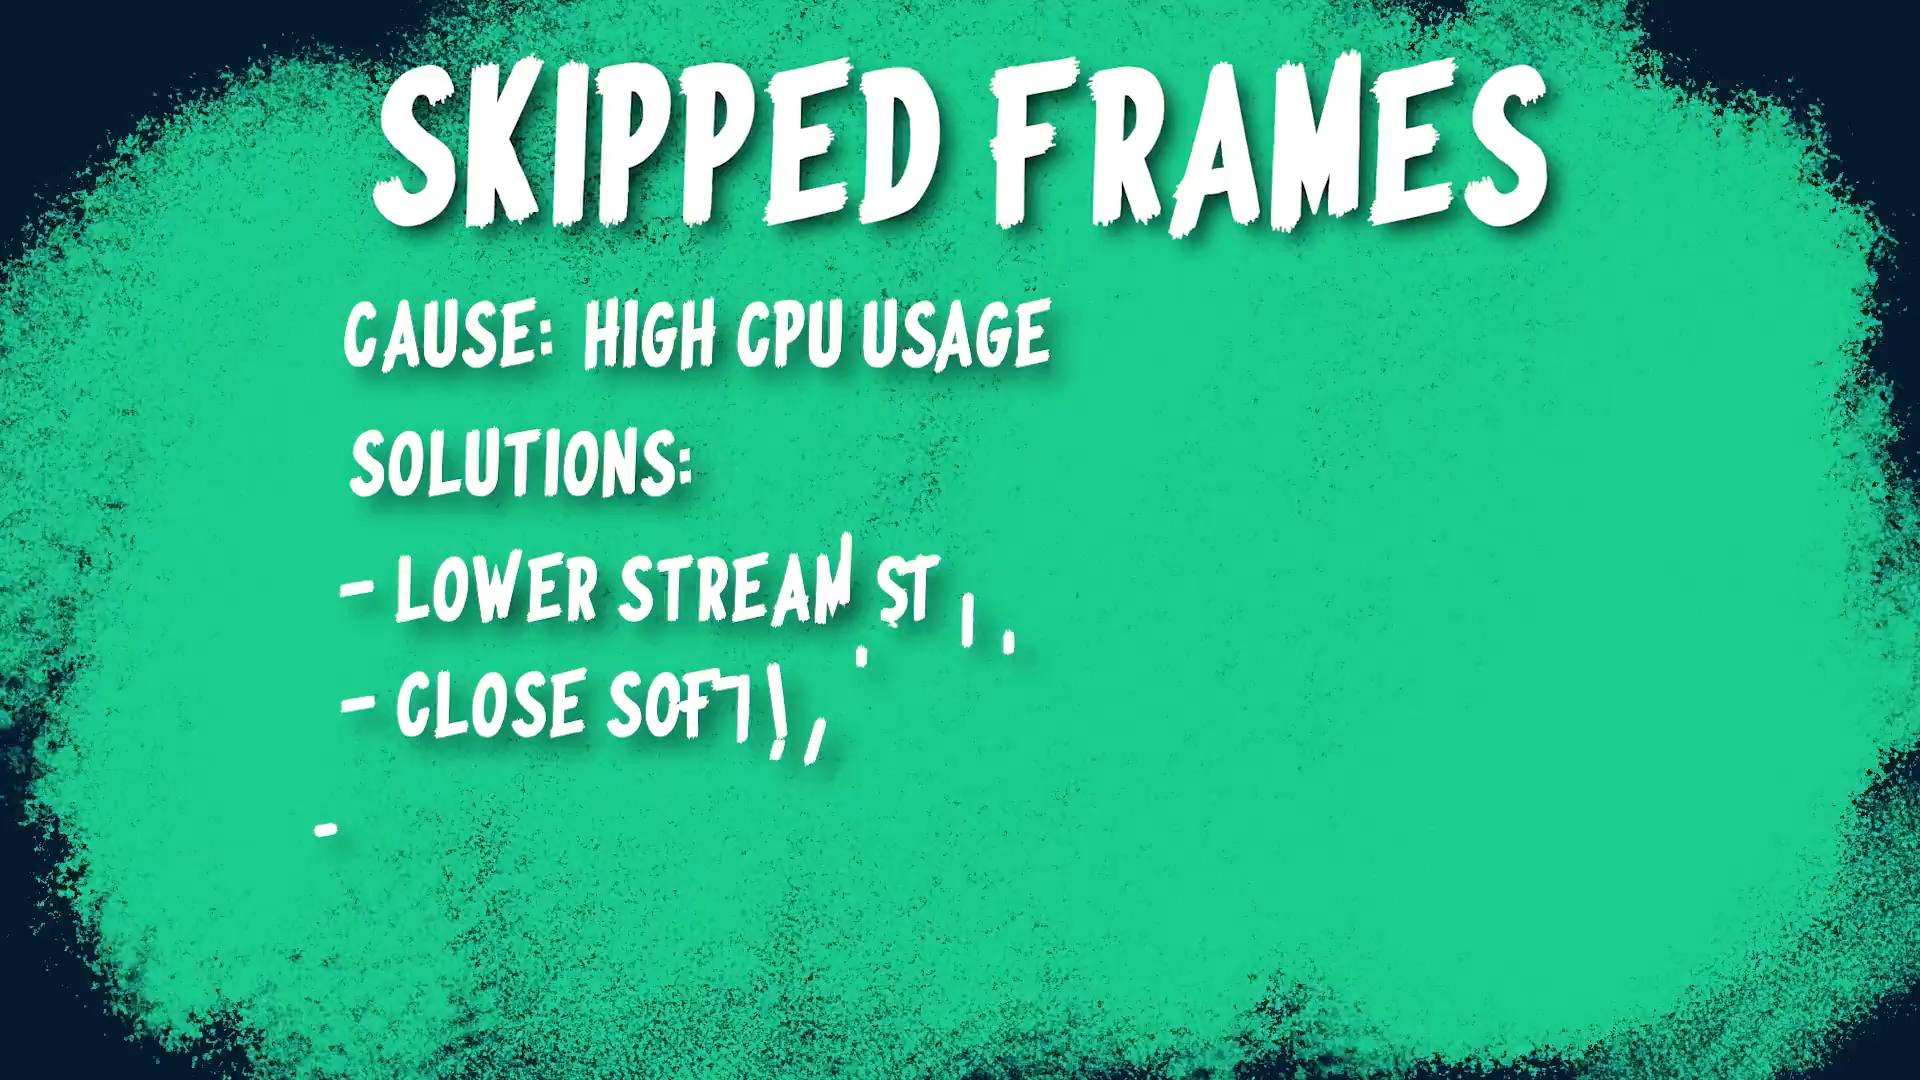 SKIPPED FRAMES
CAUSE: HIGH CPU USAGE
SOLUTIONS:
- LOWER STREAM
- CLOSE
-